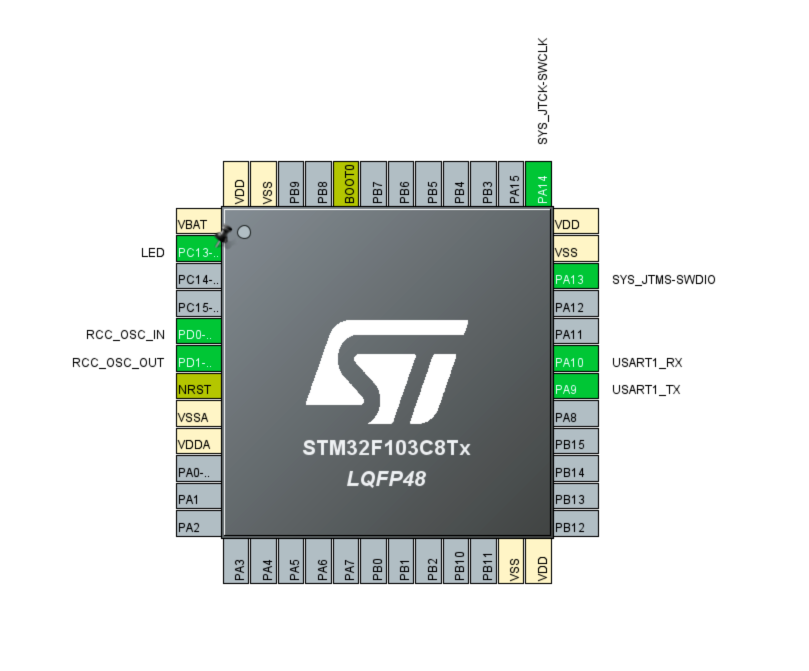 SYS_JTCK-SWCLK
VDD VSS PB9 PB8 BOOT0 PB7 PB6 PB5 PB4 PB3 PA15 PA14
VBAT VDD
LED PC13-.. VSS
PC14-.. PA13 SYS_JTMS-SWDIO
PC15-.. PA12
RCC_OSC_IN PD0-.. PA11
RCC_OSC_OUT PD1-.. PA10 USART1_RX
NRST PA9 USART1_TX
VSSA PA8
VDDA PB15
PA0-.. PB14
PA1 PB13
PA2 PB12
ST
STM32F103C8Tx
LQFP48
PA3 PA4 PA5 PA6 PA7 PB0 PB1 PB2 PB10 PB11 VSS VDD